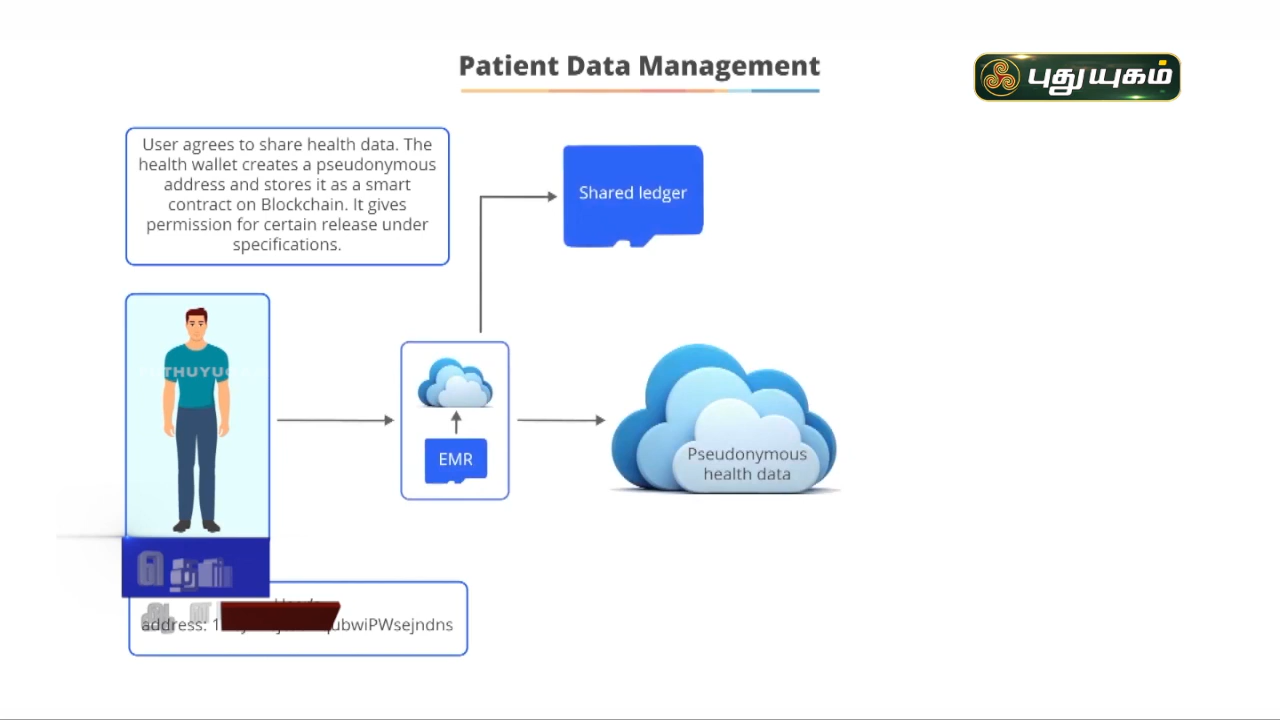 Patient Data Management
புதுயுகம்
User agrees to share health data. The
health wallet creates a pseudonymous
address and stores it as a smart
contract on Blockchain. It gives
permission for certain release under
specifications.
Shared ledger
THUYU
EMR
Pseudonymous
health data
address: